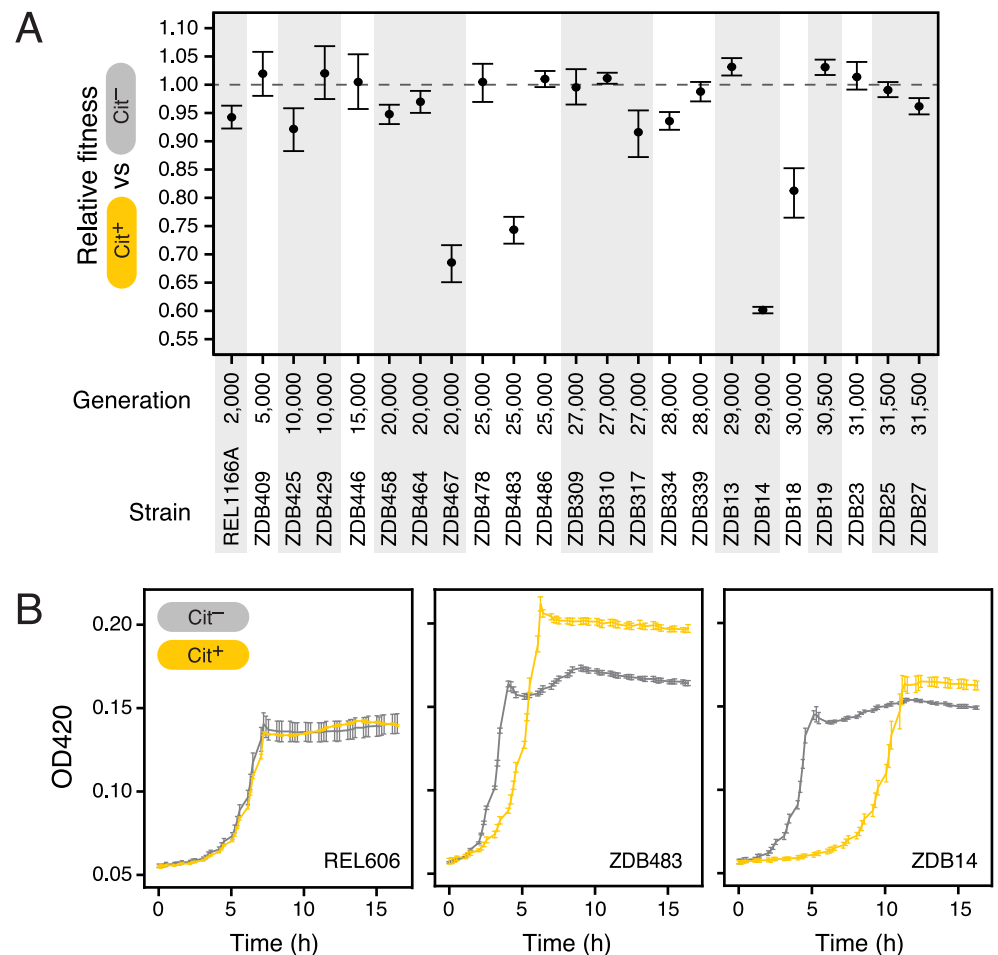 A
Relative fitness
Cit+ vs Cit–
1.10
1.05
1.00
0.95
0.90
0.85
0.80
0.75
0.70
0.65
0.60
0.55
Generation
2,000 5,000 10,000 10,000 15,000 20,000 20,000 20,000 25,000 25,000 25,000 27,000 27,000 27,000 28,000 28,000 29,000 29,000 30,000 30,500 31,000 31,500 31,500
Strain
REL1166A ZDB409 ZDB425 ZDB429 ZDB446 ZDB458 ZDB464 ZDB467 ZDB478 ZDB483 ZDB486 ZDB309 ZDB310 ZDB317 ZDB334 ZDB339 ZDB13 ZDB14 ZDB18 ZDB19 ZDB23 ZDB25 ZDB27
B
OD420
0.20
0.15
0.10
0.05
Cit–
Cit+
REL606
ZDB483
ZDB14
0 5 10 15
0 5 10 15
0 5 10 15
Time (h)
Time (h)
Time (h)